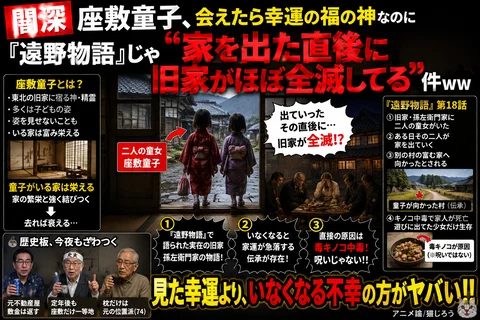 闇深 座敷童子、会えたら幸運の福の神なのに
『遠野物語』じゃ“家を出た直後に
旧家がほぼ全滅してる”件ww
座敷童子とは？
・東北の旧家に宿る神・精霊
・多くは子どもの姿
・姿を見せないことも
・いる家は富み栄える
童子がいる家は栄える
家の繁栄と強く結びつく
去れば衰える…
二人の童女
座敷童子
出ていった
その直後に…
旧家が全滅!?
『遠野物語』第18話
①旧家・孫左衛門家に
二人の童女がいた
②ある日その二人が
家を出ていく
③別の村の富む家へ
向かったとされる
童子が向かった村（伝承）
④キノコ中毒で家人が死亡
遊びに出てた少女だけ生存
毒キノコが原因
（※呪いではない）
①
『遠野物語』で
語られた実在の旧家
孫左衛門家の物語!
②
いなくなると
家運が急落する
伝承が存在!
③
直接の原因は
毒キノコ中毒!
呪いじゃない!!
歴史板、今夜もざわつく
元不動産屋
敷金は返す
定年後も
座敷だけ一等地
枕だけは
元の位置派(74)
見た幸運より、いなくなる不幸の方がヤバい!!
アニメ論/猫じろう